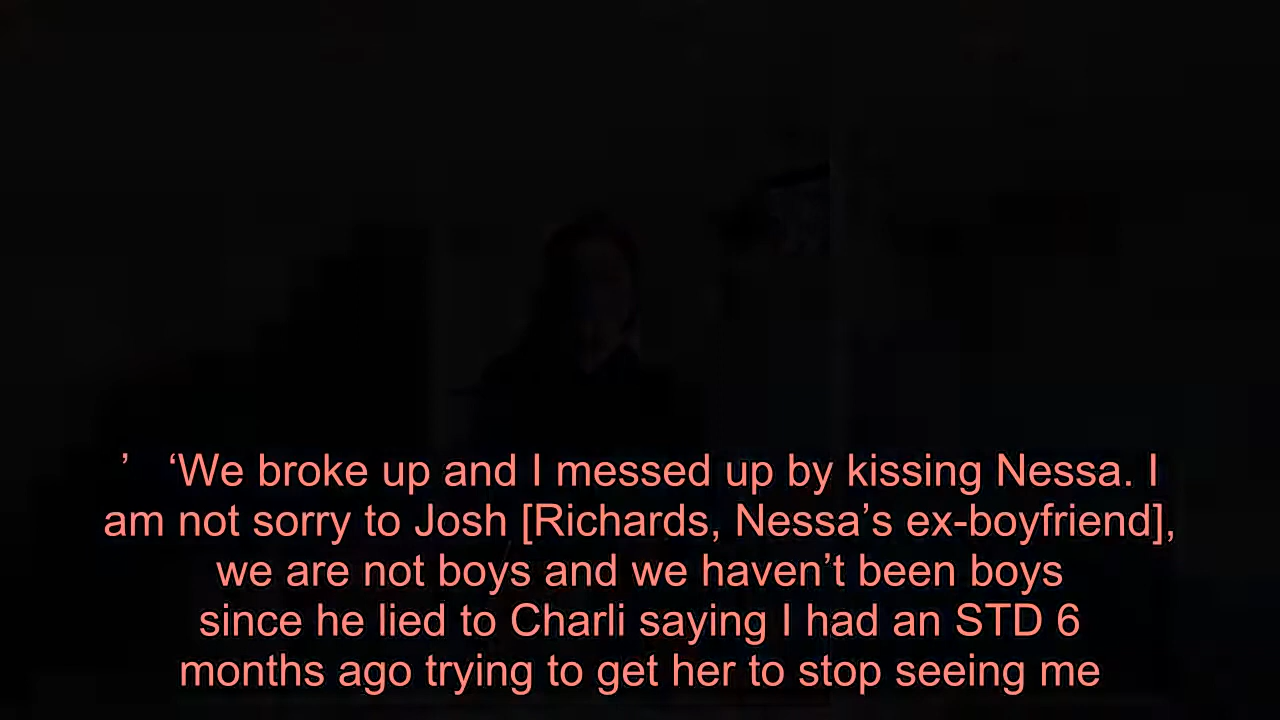 ’ ‘We broke up and I messed up by kissing Nessa. I
am not sorry to Josh [Richards, Nessa’s ex-boyfriend],
we are not boys and we haven’t been boys
since he lied to Charli saying I had an STD 6
months ago trying to get her to stop seeing me